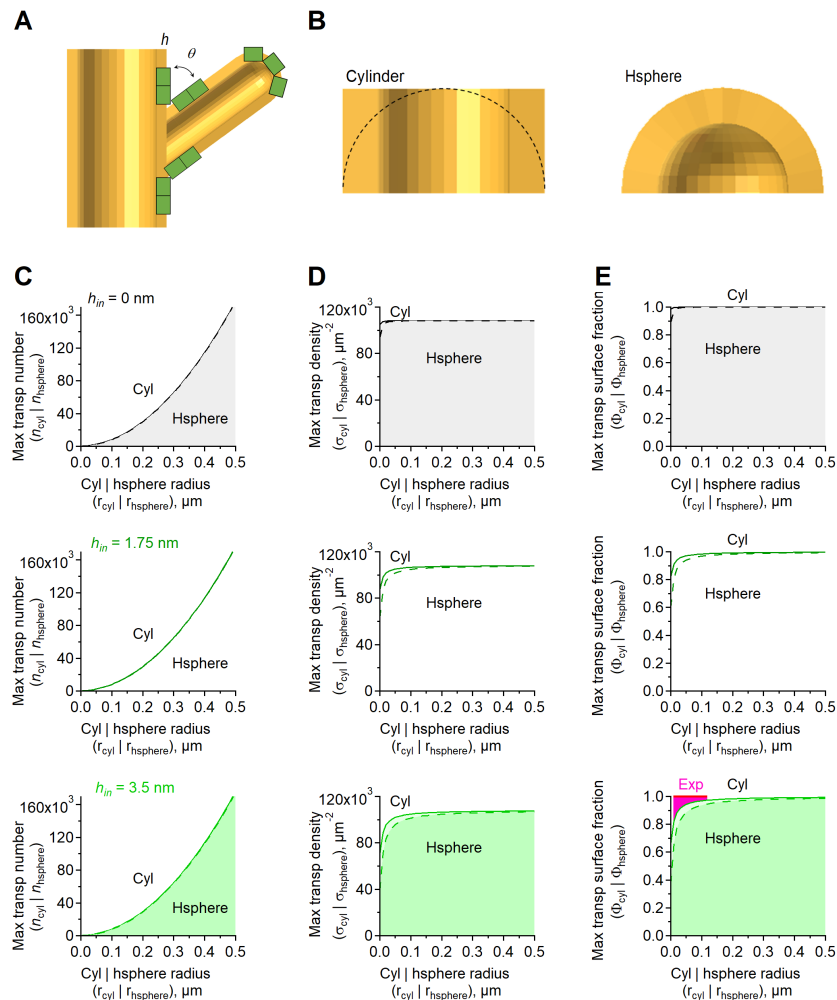 A
h
θ
B
Cylinder
Hsphere
C
h_in = 0 nm
Max transp number
(n_cyl | n_hsphere)
160x10^3
120
80
40
0
Cyl
Hsphere
0.0 0.1 0.2 0.3 0.4 0.5
Cyl | hsphere radius
(r_cyl | r_hsphere), µm
D
Max transp density
(σ_cyl | σ_hsphere), µm^-2
120x10^3
80
40
0
Cyl
Hsphere
0.0 0.1 0.2 0.3 0.4 0.5
Cyl | hsphere radius
(r_cyl | r_hsphere), µm
E
Max transp surface fraction
(Φ_cyl | Φ_hsphere)
1.0
0.8
0.6
0.4
0.2
0.0
Cyl
Hsphere
0.0 0.1 0.2 0.3 0.4 0.5
Cyl | hsphere radius
(r_cyl | r_hsphere), µm
h_in = 1.75 nm
Max transp number
(n_cyl | n_hsphere)
160x10^3
120
80
40
0
Cyl
Hsphere
0.0 0.1 0.2 0.3 0.4 0.5
Cyl | hsphere radius
(r_cyl | r_hsphere), µm
Max transp density
(σ_cyl | σ_hsphere), µm^-2
120x10^3
80
40
0
Cyl
Hsphere
0.0 0.1 0.2 0.3 0.4 0.5
Cyl | hsphere radius
(r_cyl | r_hsphere), µm
Max transp surface fraction
(Φ_cyl | Φ_hsphere)
1.0
0.8
0.6
0.4
0.2
0.0
Cyl
Hsphere
0.0 0.1 0.2 0.3 0.4 0.5
Cyl | hsphere radius
(r_cyl | r_hsphere), µm
h_in = 3.5 nm
Max transp number
(n_cyl | n_hsphere)
160x10^3
120
80
40
0
Cyl
Hsphere
0.0 0.1 0.2 0.3 0.4 0.5
Cyl | hsphere radius
(r_cyl | r_hsphere), µm
Max transp density
(σ_cyl | σ_hsphere), µm^-2
120x10^3
80
40
0
Cyl
Hsphere
0.0 0.1 0.2 0.3 0.4 0.5
Cyl | hsphere radius
(r_cyl | r_hsphere), µm
Max transp surface fraction
(Φ_cyl | Φ_hsphere)
1.0
0.8
0.6
0.4
0.2
0.0
Exp
Cyl
Hsphere
0.0 0.1 0.2 0.3 0.4 0.5
Cyl | hsphere radius
(r_cyl | r_hsphere), µm